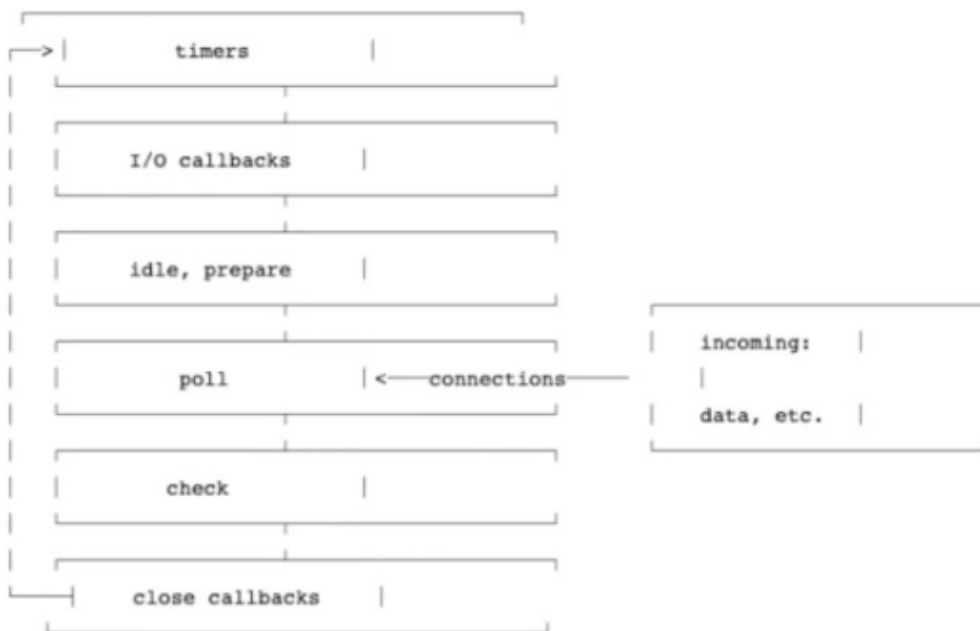 timers
I/O callbacks
idle, prepare
incoming:
poll
connections
data, etc.
check
close callbacks